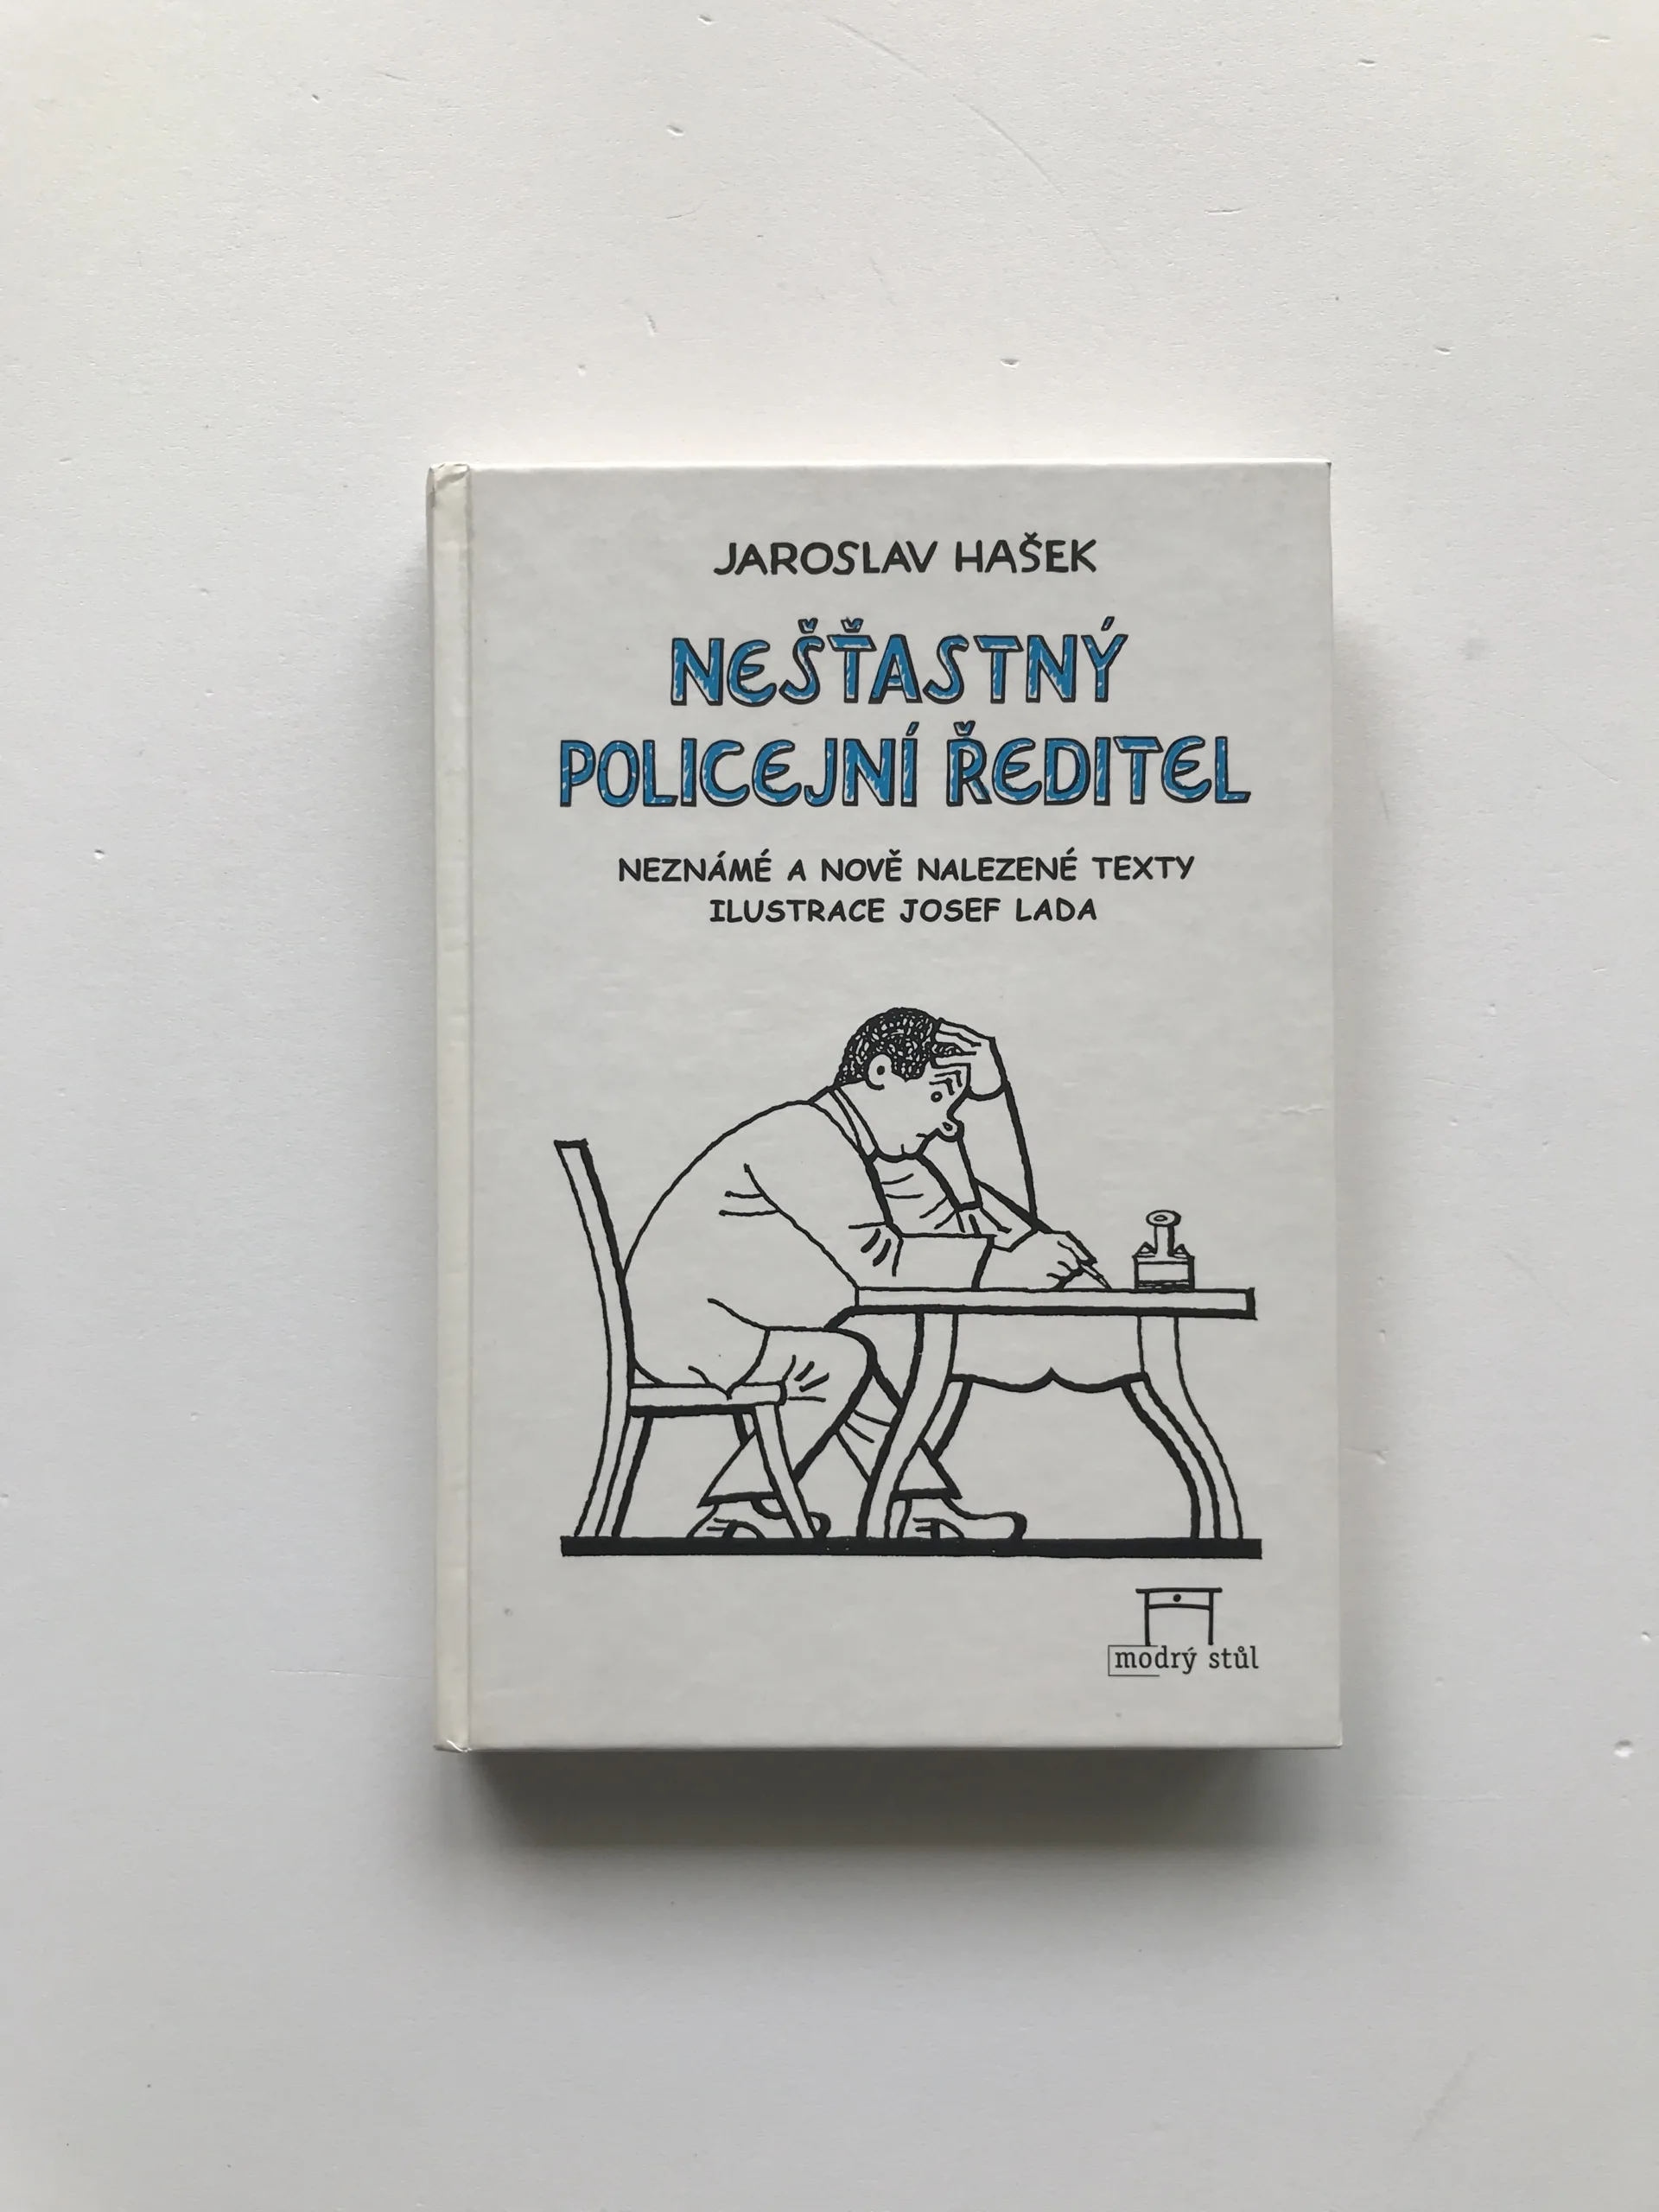 JAROSLAV HAŠEK
NEŠŤASTNÝ
POLICEJNÍ ŘEDITEL
NEZNÁMÉ A NOVĚ NALEZENÉ TEXTY
ILUSTRACE JOSEF LADA
modrý stůl